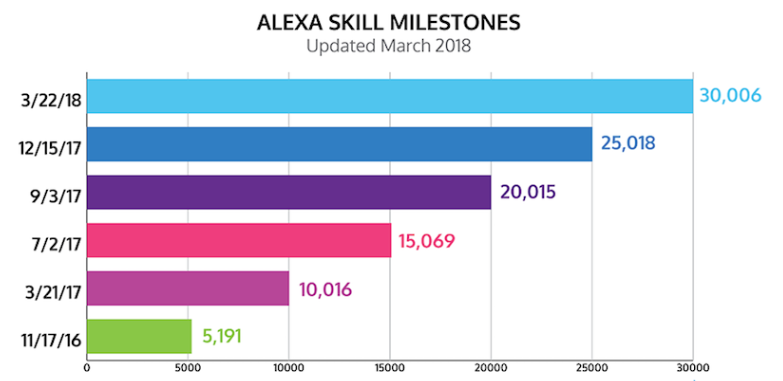 ALEXA SKILL MILESTONES
Updated March 2018
3/22/18 30,006
12/15/17 25,018
9/3/17 20,015
7/2/17 15,069
3/21/17 10,016
11/17/16 5,191
0 5000 10000 15000 20000 25000 30000